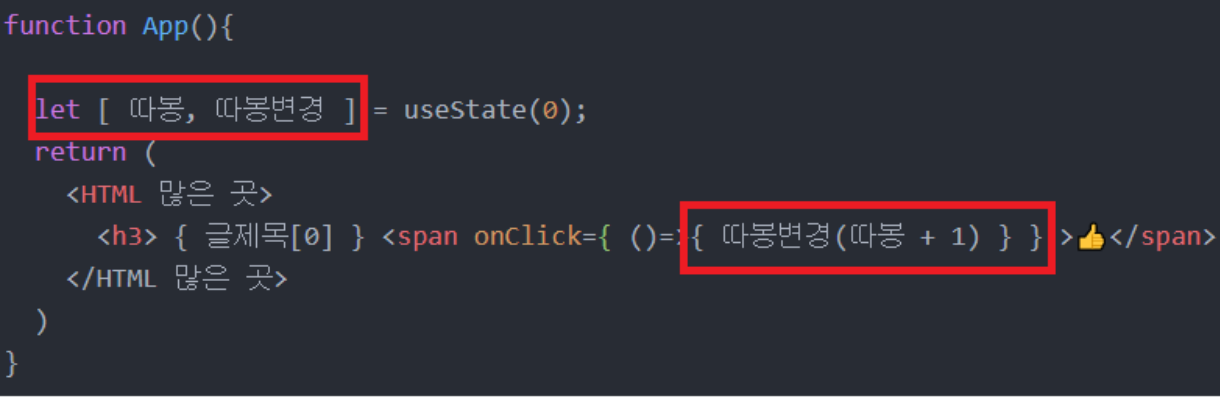 function App(){
let [ 따봉, 따봉변경 ] = useState(0);
return (
<HTML 많은 곳>
<h3> { 글제목[0] } <span onClick={ ()=>{ 따봉변경(따봉 + 1) } } >👍</span>
</HTML 많은 곳>
)
}